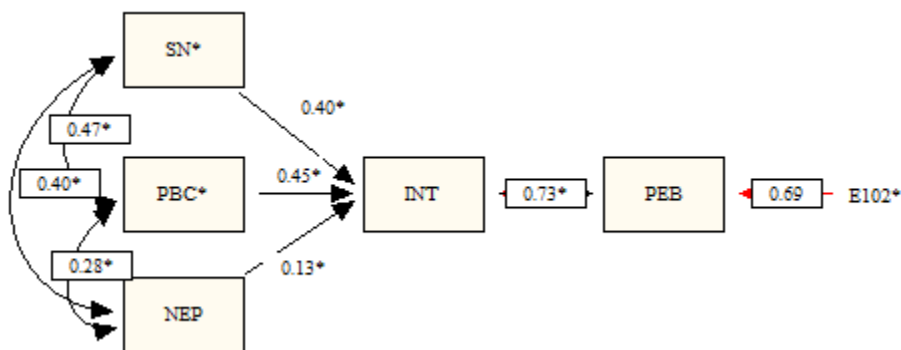 SN*
0.40*
0.47*
0.40*
PBC*
0.45*
INT
0.73*
PEB
0.69
E102*
0.28*
0.13*
NEP